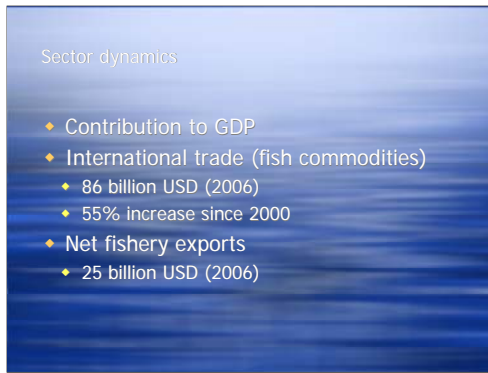 Sector dynamics
Contribution to GDP
International trade (fish commodities)
86 billion USD (2006)
55% increase since 2000
Net fishery exports
25 billion USD (2006)